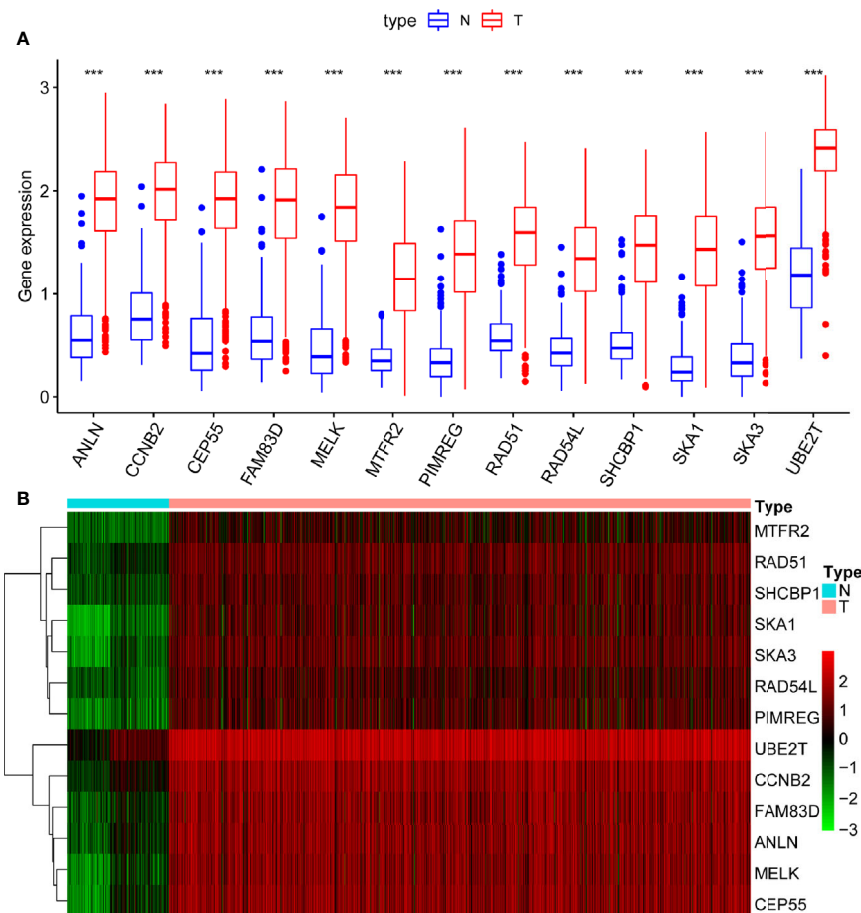 type N T
A
*** *** *** *** *** *** *** *** *** *** *** *** ***
Gene expression
3
2
1
0
ANLN
CCNB2
CEP55
FAM83D
MELK
MTFR2
PIMREG
RAD51
RAD54L
SHCBP1
SKA1
SKA3
UBE2T
B
Type
MTFR2
RAD51
SHCBP1
SKA1
SKA3
RAD54L
PIMREG
UBE2T
CCNB2
FAM83D
ANLN
MELK
CEP55
Type
N
T
2
1
0
−1
−2
−3